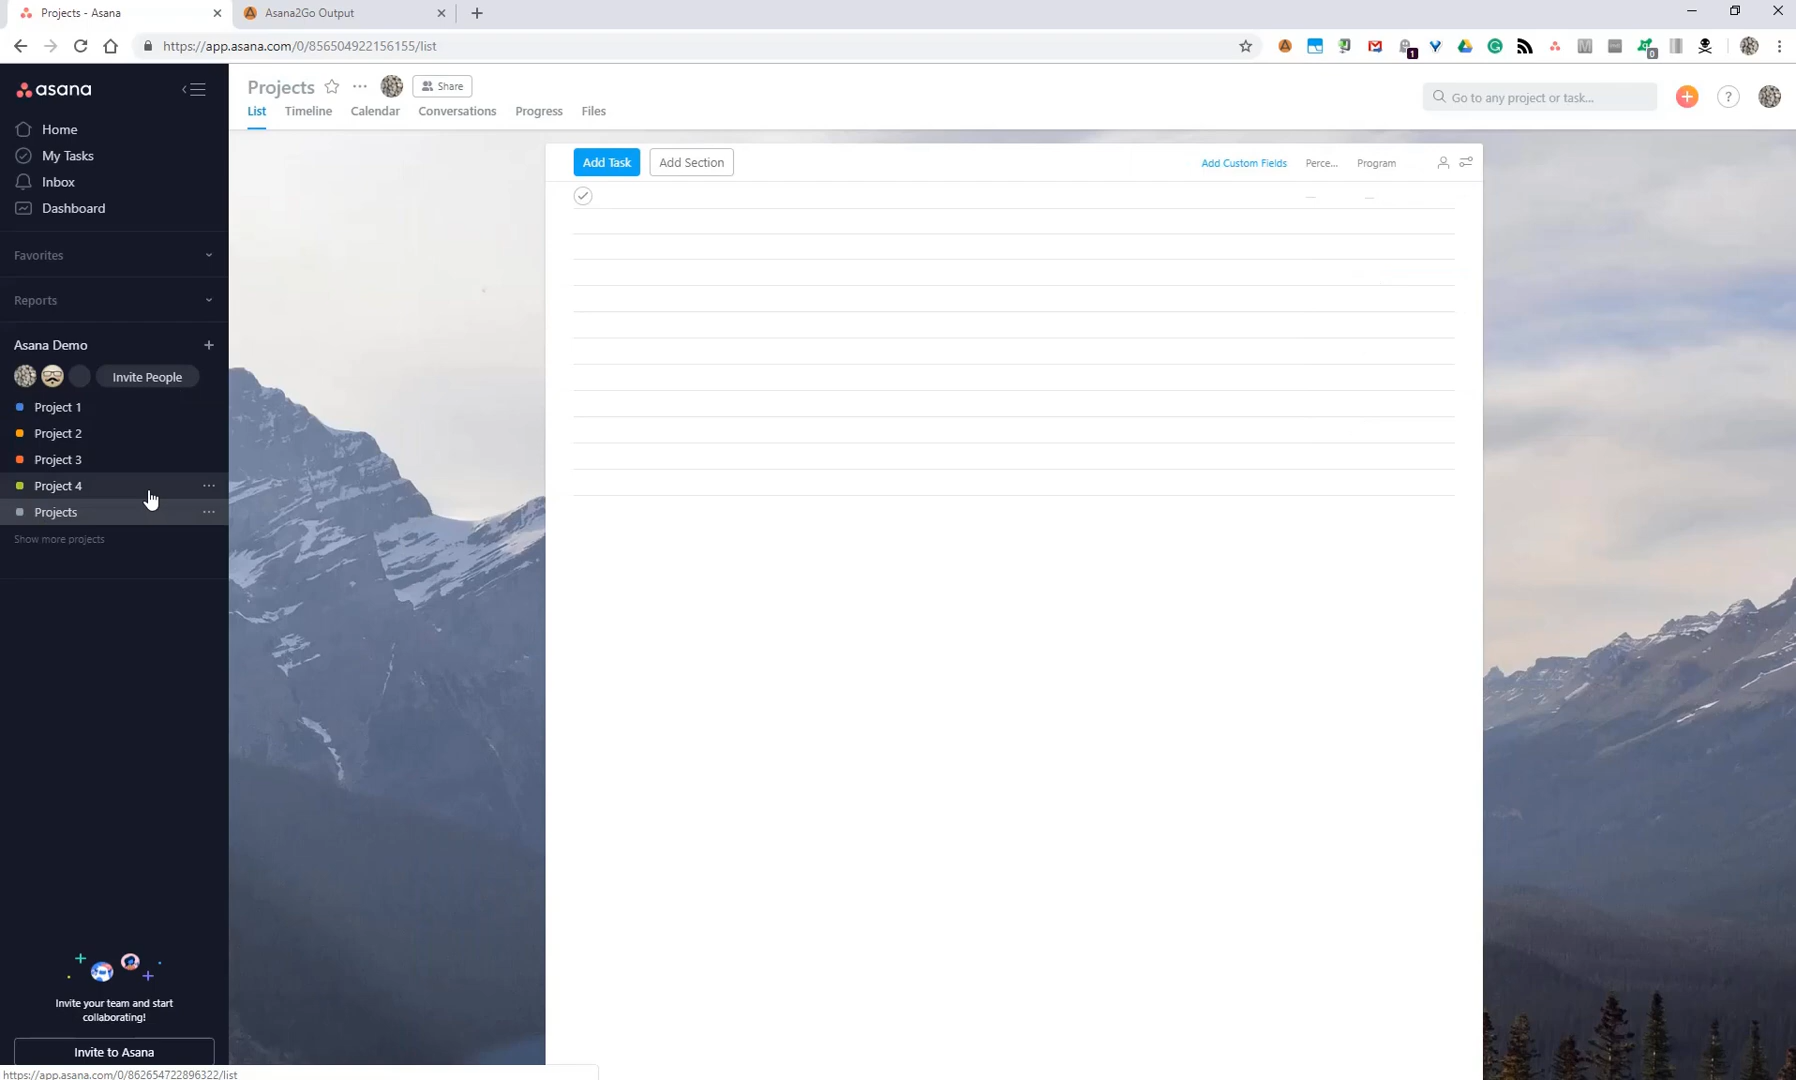 Projects - Asana
Asana2Go Output
https://app.asana.com/0/856504922156155/list
1
0
asana
Projects
Share
Go to any project or task...
?
List
Timeline
Calendar
Conversations
Progress
Files
Home
My Tasks
Inbox
Dashboard
Favorites
Reports
Asana Demo
Invite People
Project 1
Project 2
Project 3
Project 4
Projects
Show more projects
Add Task
Add Section
Add Custom Fields
Perce...
Program
Invite your team and start
collaborating!
Invite to Asana
https://app.asana.com/0/862654722896322/list